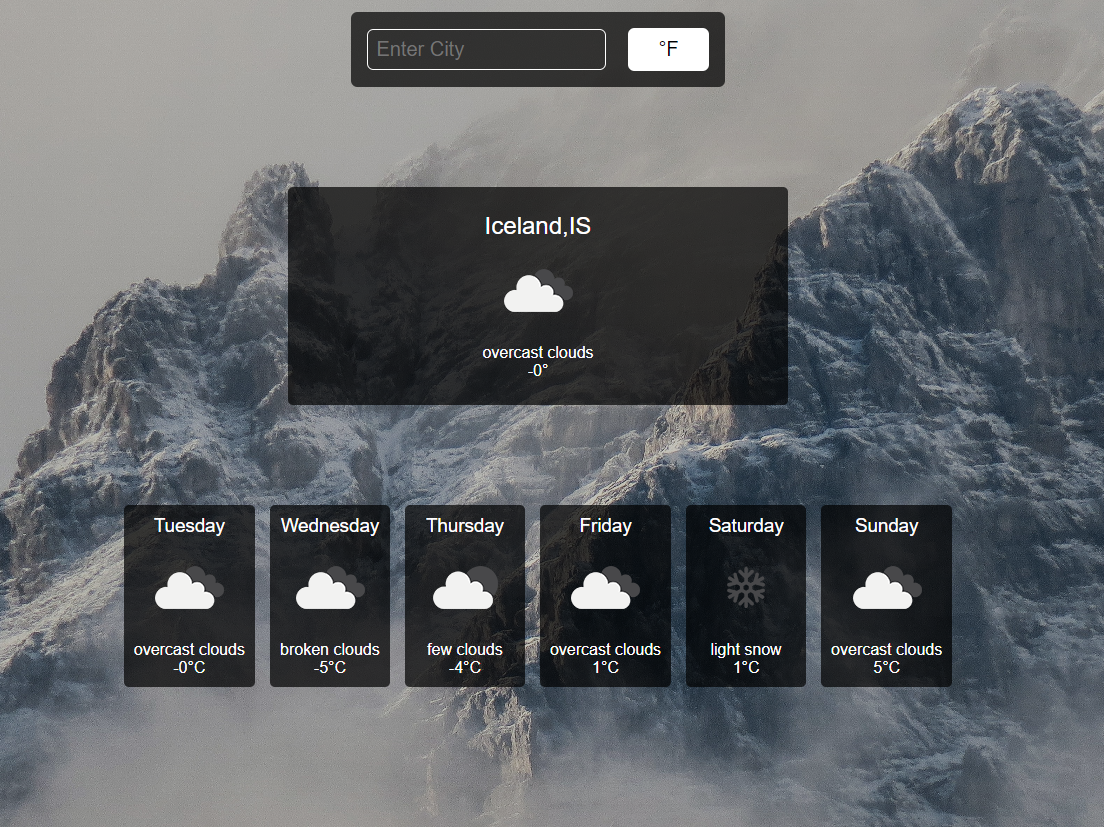 Enter City
°F
Iceland,IS
overcast clouds
-0°
Tuesday
overcast clouds
-0°C
Wednesday
broken clouds
-5°C
Thursday
few clouds
-4°C
Friday
overcast clouds
1°C
Saturday
light snow
1°C
Sunday
overcast clouds
5°C